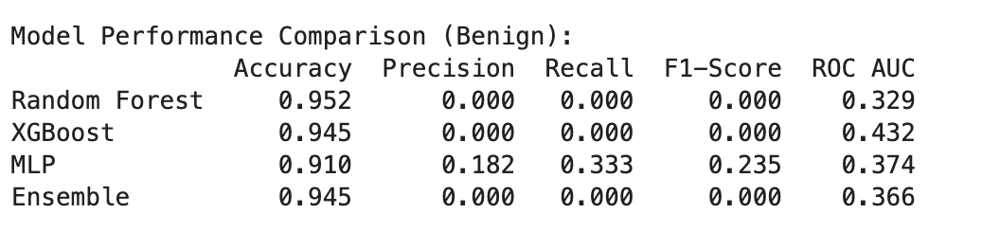 Model Performance Comparison (Benign):
Accuracy Precision Recall F1-Score ROC AUC
Random Forest 0.952 0.000 0.000 0.000 0.329
XGBoost 0.945 0.000 0.000 0.000 0.432
MLP 0.910 0.182 0.333 0.235 0.374
Ensemble 0.945 0.000 0.000 0.000 0.366